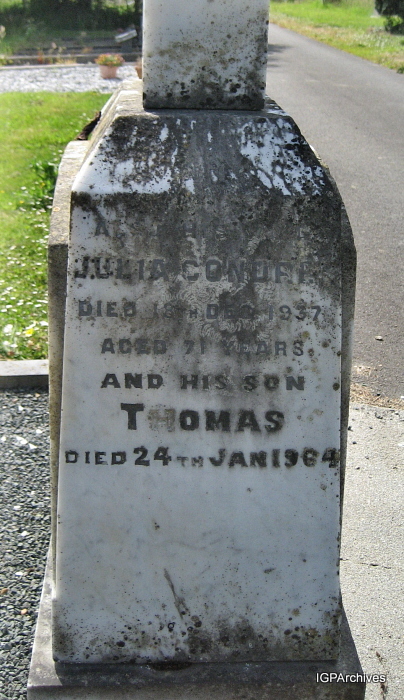 JULIA CONDRE
DIED 18TH DEC 1937
AGED 71 YEARS
AND HIS SON
THOMAS
DIED 24TH JAN 1964
IGPArchives